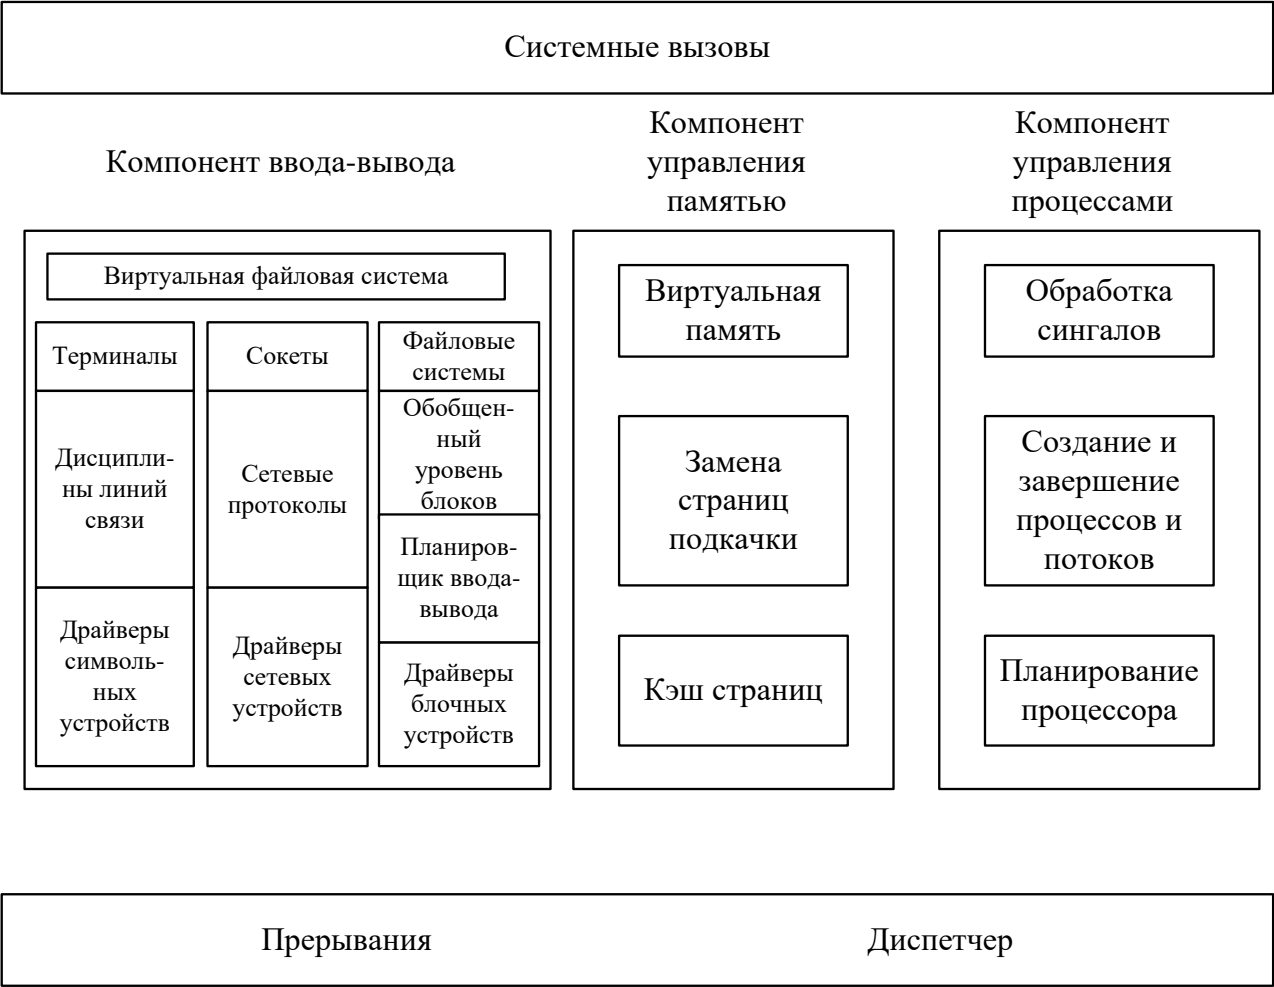 Системные вызовы
Компонент ввода-вывода
Компонент
управления
памятью
Компонент
управления
процессами
Виртуальная файловая система
Терминалы
Дисципли-
ны линий
связи
Драйверы
символь-
ных
устройств
Сокеты
Сетевые
протоколы
Драйверы
сетевых
устройств
Файловые
системы
Обобщен-
ный
уровень
блоков
Планиров-
щик ввода-
вывода
Драйверы
блочных
устройств
Виртуальная
память
Замена
страниц
подкачки
Кэш страниц
Обработка
сингалов
Создание и
завершение
процессов и
потоков
Планирование
процессора
Прерывания
Диспетчер